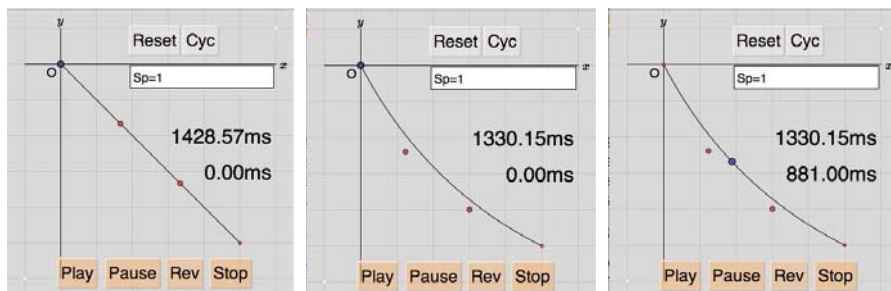 y
Reset Cyc
x
O
Sp=1
1428.57ms
0.00ms
Play Pause Rev Stop
y
Reset Cyc
x
O
Sp=1
1330.15ms
0.00ms
Play Pause Rev Stop
y
Reset Cyc
x
O
Sp=1
1330.15ms
881.00ms
Play Pause Rev Stop